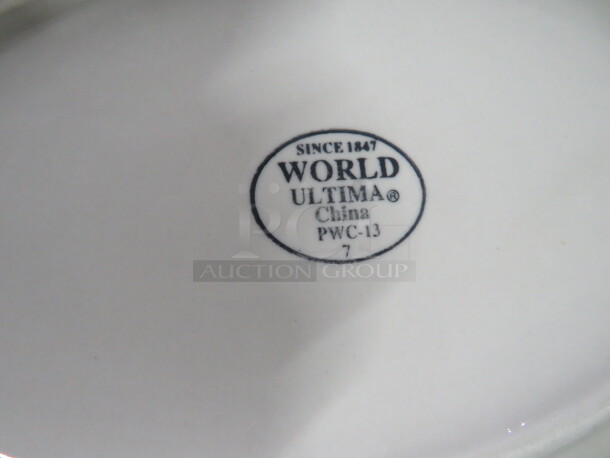 SINCE 1847
WORLD
ULTIMA®
China
PWC-13
7
AUCTION GROUP